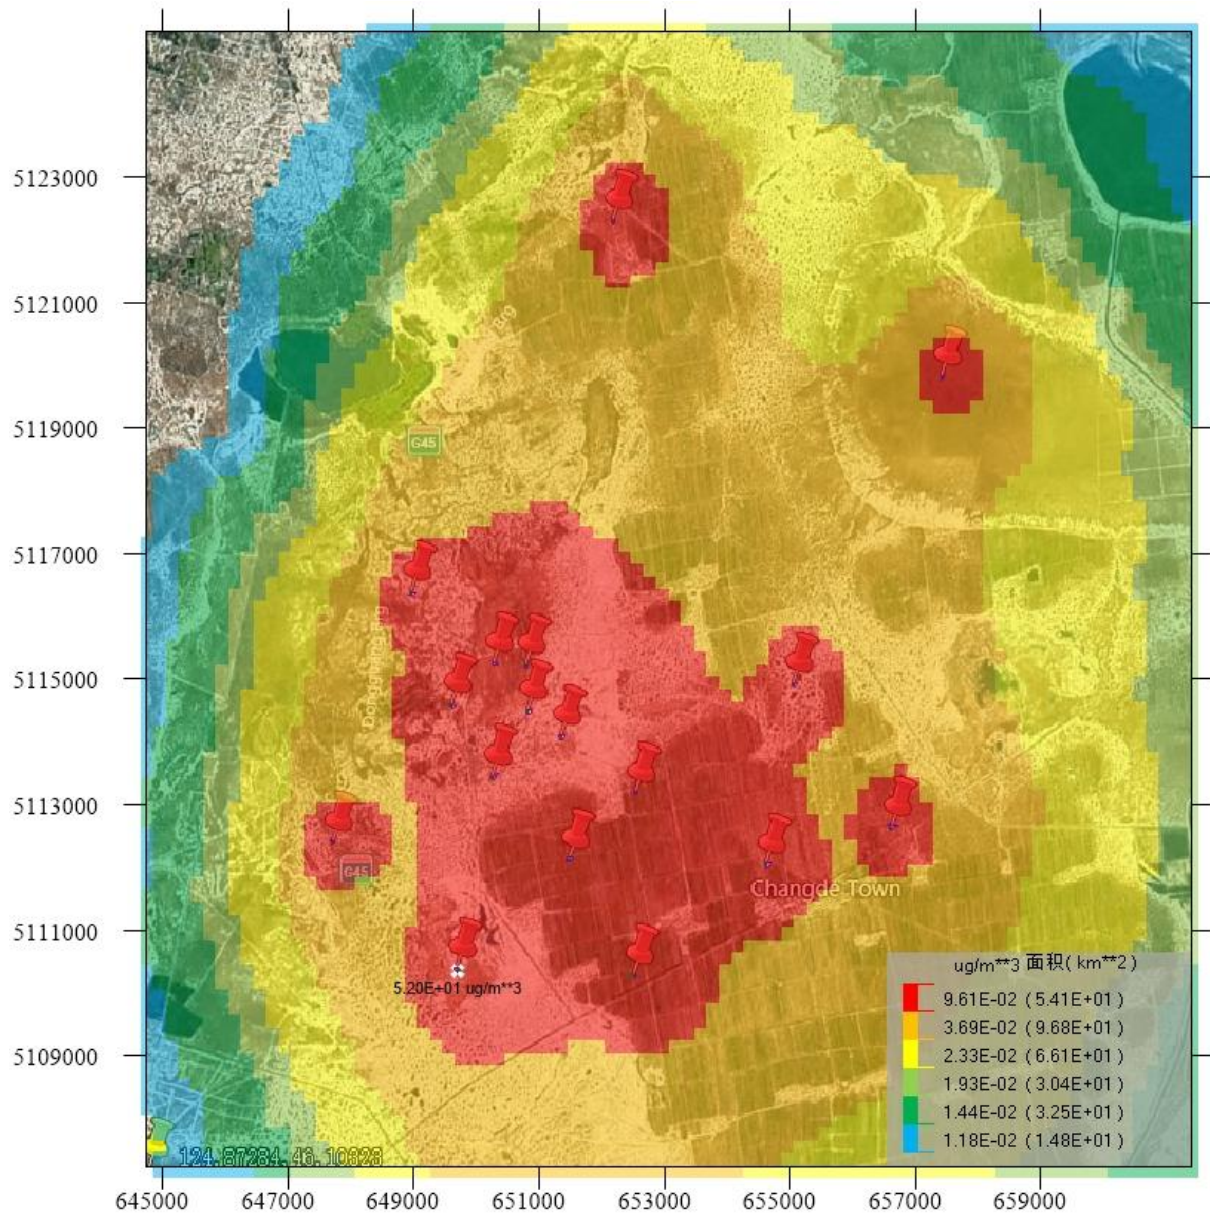 5123000
5121000
5119000
5117000
5115000
5113000
5111000
5109000
G45
G45
Changde Town
5.20E+01 ug/m**3
ug/m**3 面积(km**2)
9.61E-02 (5.41E+01)
3.69E-02 (9.68E+01)
2.33E-02 (6.61E+01)
1.93E-02 (3.04E+01)
1.44E-02 (3.25E+01)
1.18E-02 (1.48E+01)
124.87284,46.10328
645000 647000 649000 651000 653000 655000 657000 659000